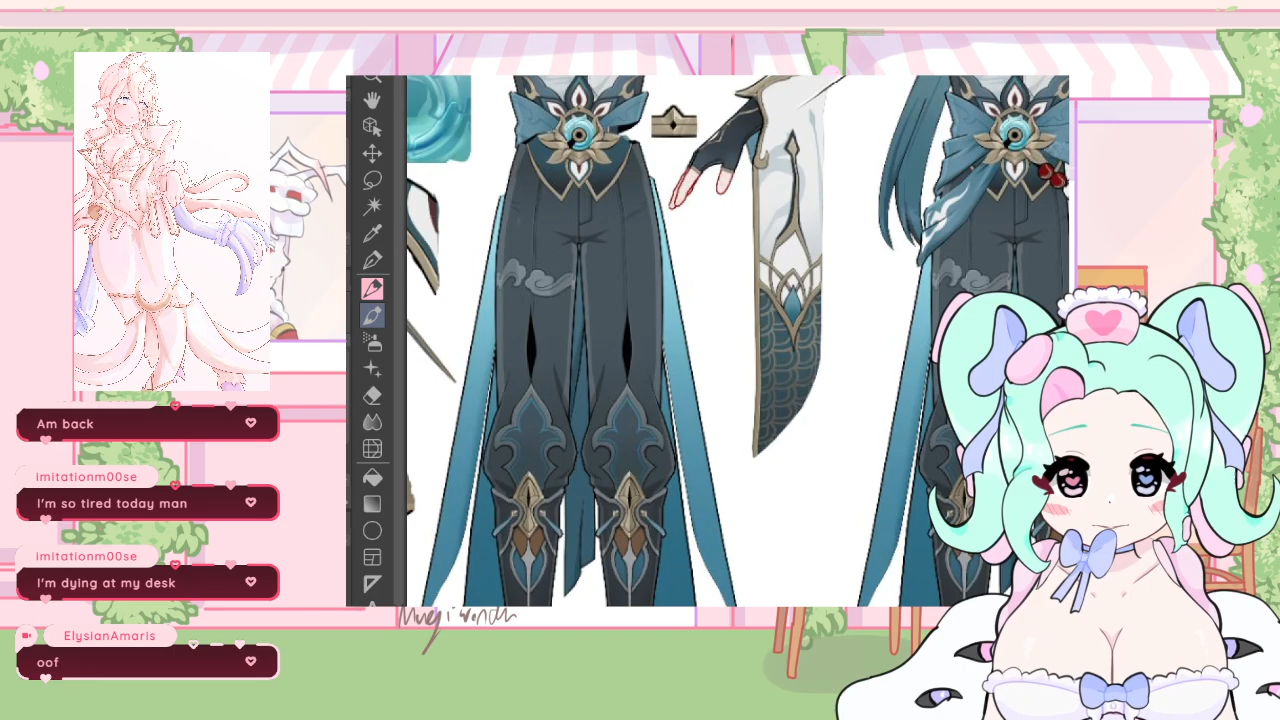 Am back
imitationm00se
I'm so tired today man
imitationm00se
I'm dying at my desk
ElysianAmaris
oof